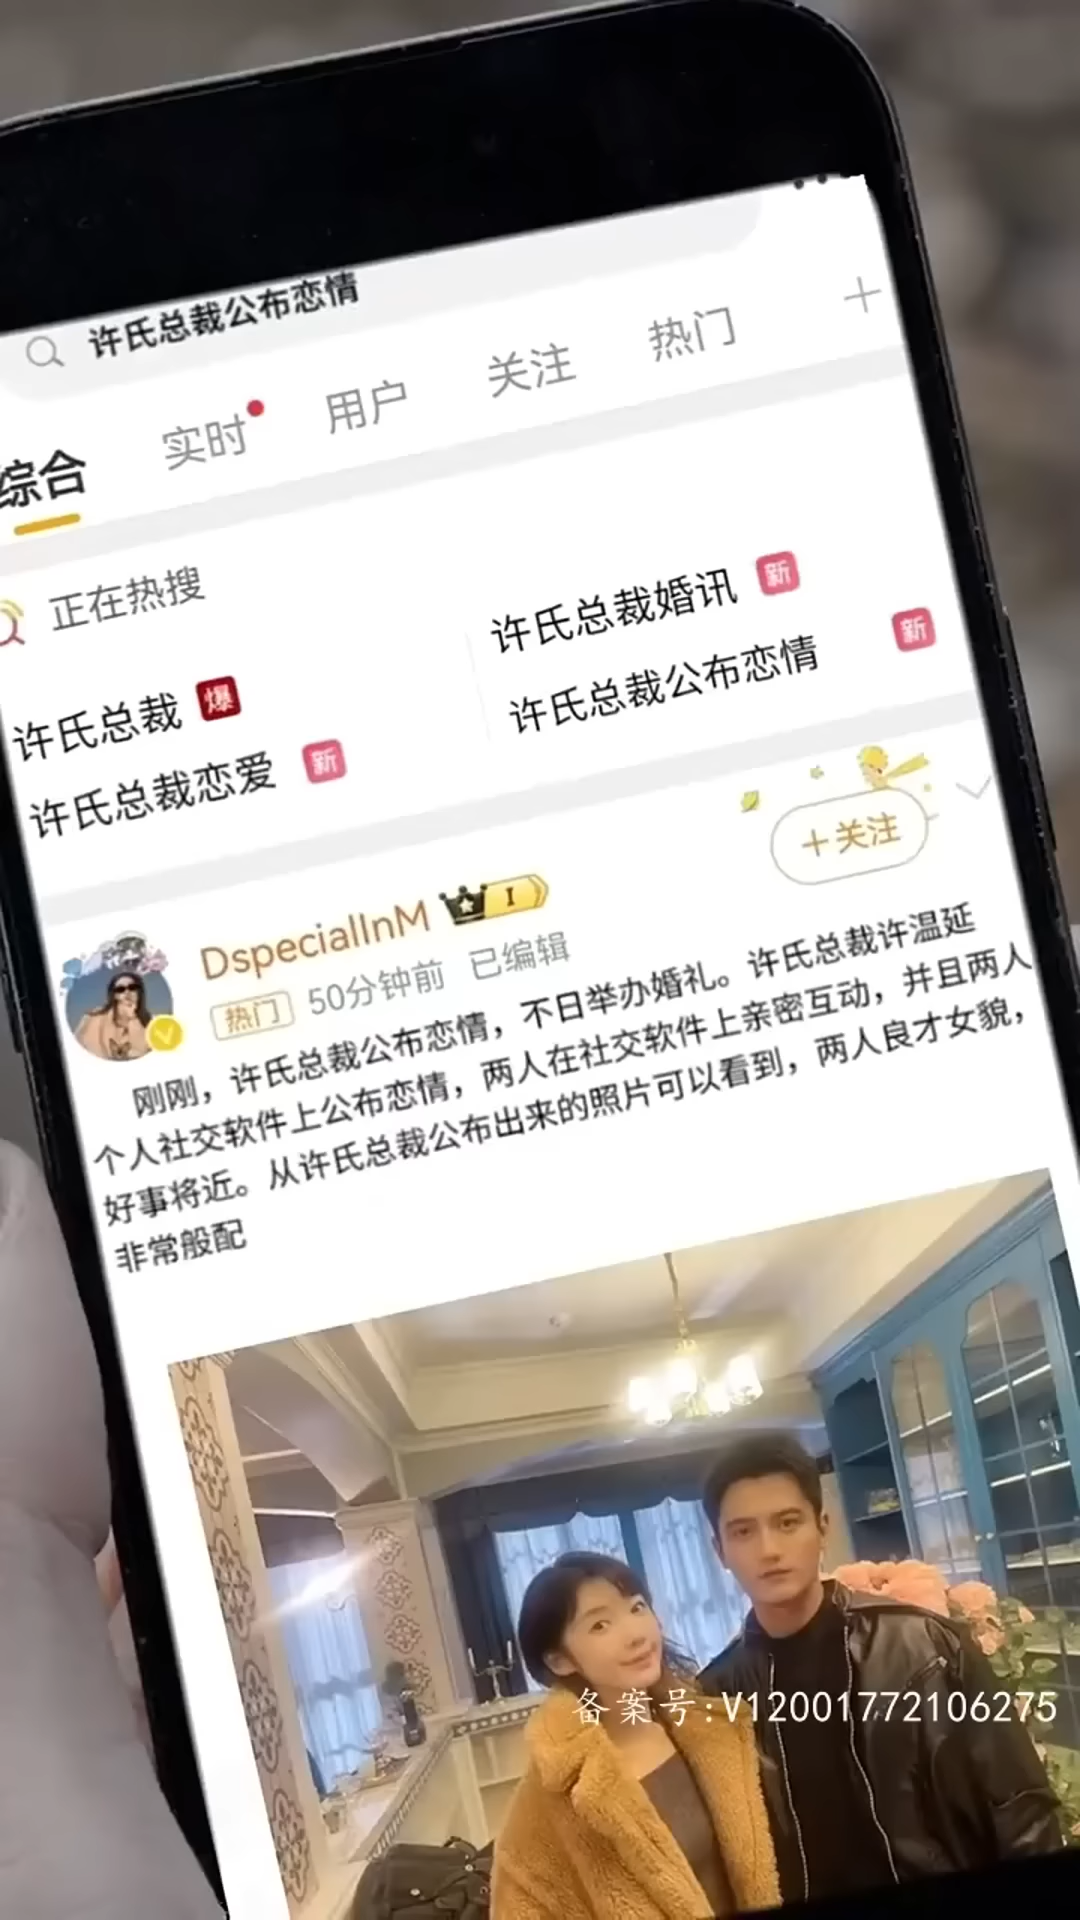 许氏总裁公布恋情
综合 实时 用户 关注 热门
正在热搜
许氏总裁 爆
许氏总裁婚讯 新
许氏总裁恋爱 新
许氏总裁公布恋情 新
DspecialInM I
+关注
热门 50分钟前 已编辑
刚刚，许氏总裁公布恋情，不日举办婚礼。许氏总裁许温延
个人社交软件上公布恋情，两人在社交软件上亲密互动，并且两人
好事将近。从许氏总裁公布出来的照片可以看到，两人良才女貌，
非常般配
备案号:V12001772106275